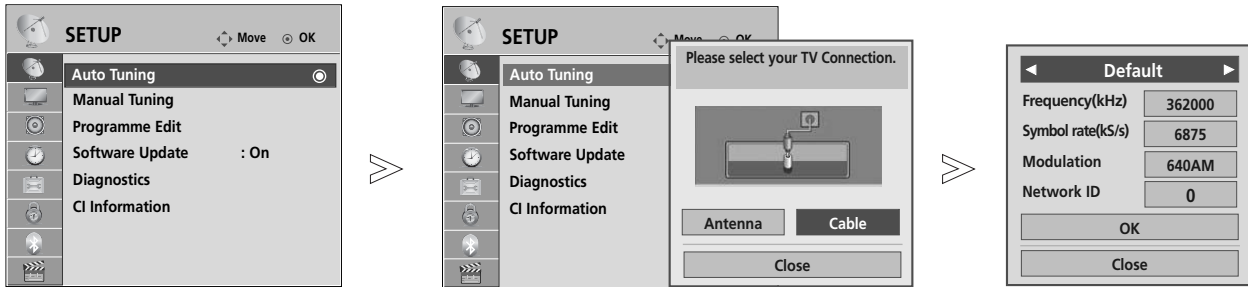 SETUP Move OK
Auto Tuning
Manual Tuning
Programme Edit
Software Update : On
Diagnostics
CI Information
SETUP Move OK
Auto Tuning
Manual Tuning
Programme Edit
Software Update
Diagnostics
CI Information
Please select your TV Connection.
Antenna Cable
Close
Default
Frequency(kHz) 362000
Symbol rate(kS/s) 6875
Modulation 640AM
Network ID 0
OK
Close